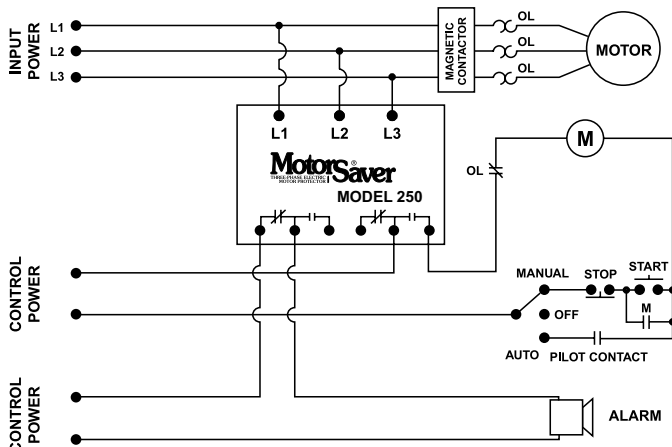 INPUT
POWER
L1
L2
L3
MAGNETIC
CONTACTOR
OL
OL
OL
MOTOR
L1
L2
L3
MotorSaver®
THREE-PHASE ELECTRIC
MOTOR PROTECTOR
MODEL 250
OL
M
CONTROL
POWER
MANUAL
STOP
START
OFF
M
AUTO
PILOT CONTACT
CONTROL
POWER
ALARM